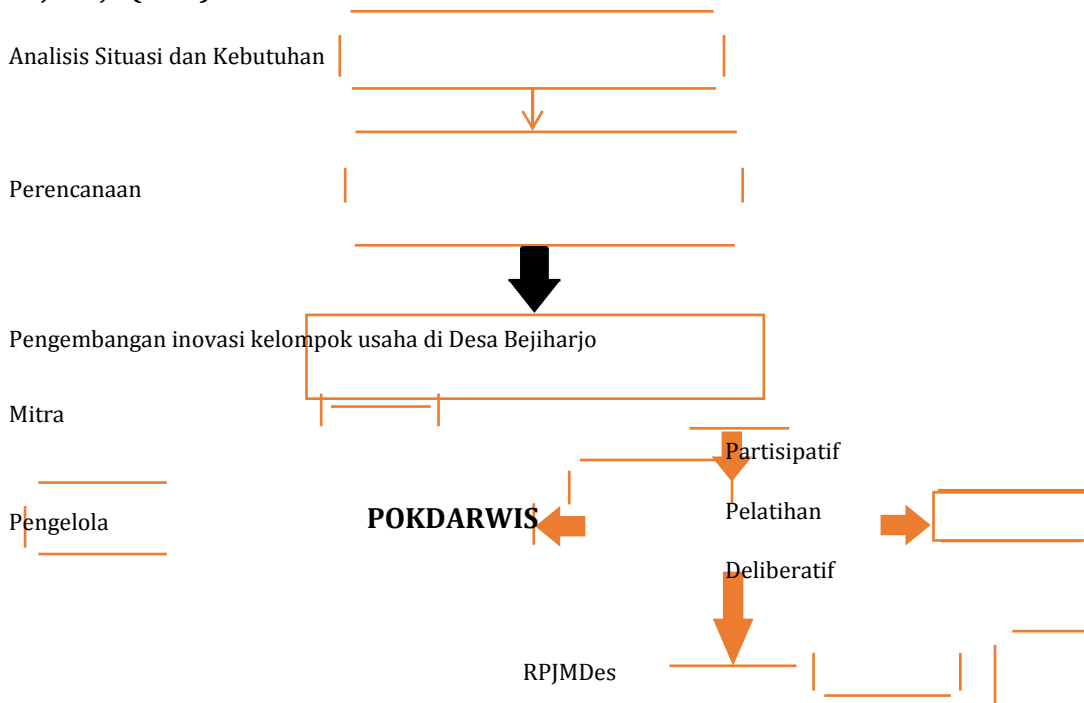 Analisis Situasi dan Kebutuhan
Perencanaan
Pengembangan inovasi kelompok usaha di Desa Bejiharjo
Mitra
Partisipatif
Pengelola
POKDARWIS
Pelatihan
Deliberatif
RPJMDes